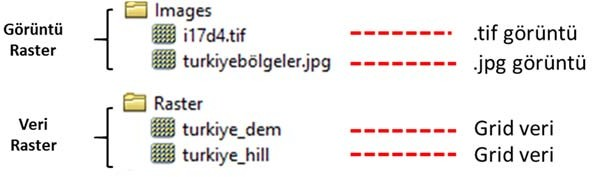 Görüntü
Raster
Images
i17d4.tif
.tif görüntü
turkiyebölgeler.jpg
.jpg görüntü
Veri
Raster
Raster
turkiye_dem
Grid veri
turkiye_hill
Grid veri